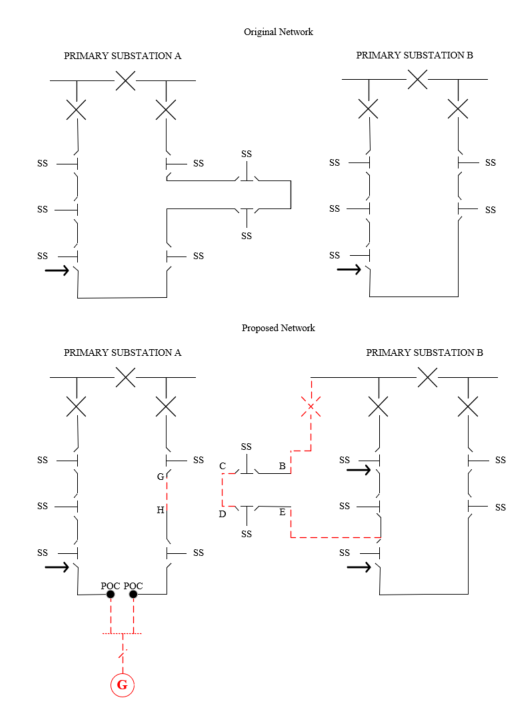 Original Network
PRIMARY SUBSTATION A
PRIMARY SUBSTATION B
SS
SS
SS
SS
SS
SS
SS
SS
SS
SS
SS
SS
Proposed Network
PRIMARY SUBSTATION A
PRIMARY SUBSTATION B
SS
SS
SS
C
B
SS
SS
G
H
SS
D
E
SS
SS
SS
SS
SS
SS
POC POC
G